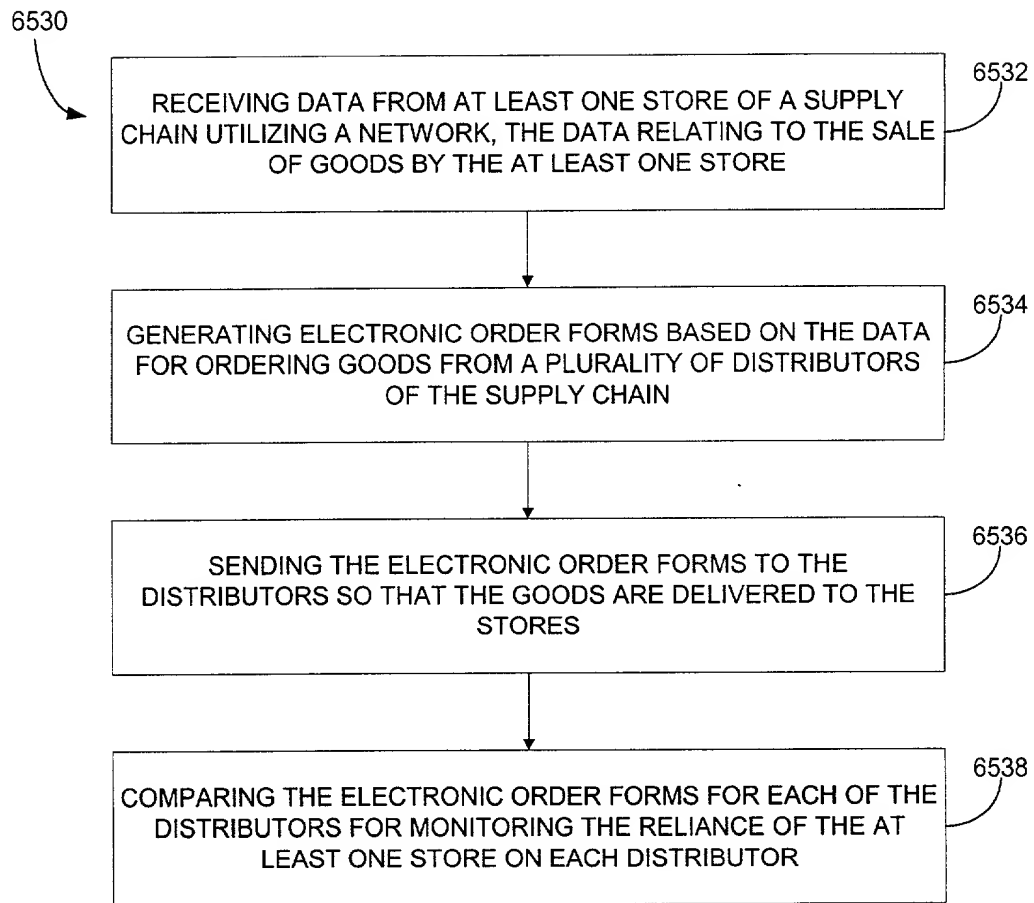 6530
6532
RECEIVING DATA FROM AT LEAST ONE STORE OF A SUPPLY
CHAIN UTILIZING A NETWORK, THE DATA RELATING TO THE SALE
OF GOODS BY THE AT LEAST ONE STORE
6534
GENERATING ELECTRONIC ORDER FORMS BASED ON THE DATA
FOR ORDERING GOODS FROM A PLURALITY OF DISTRIBUTORS
OF THE SUPPLY CHAIN
6536
SENDING THE ELECTRONIC ORDER FORMS TO THE
DISTRIBUTORS SO THAT THE GOODS ARE DELIVERED TO THE
STORES
6538
COMPARING THE ELECTRONIC ORDER FORMS FOR EACH OF THE
DISTRIBUTORS FOR MONITORING THE RELIANCE OF THE AT
LEAST ONE STORE ON EACH DISTRIBUTOR